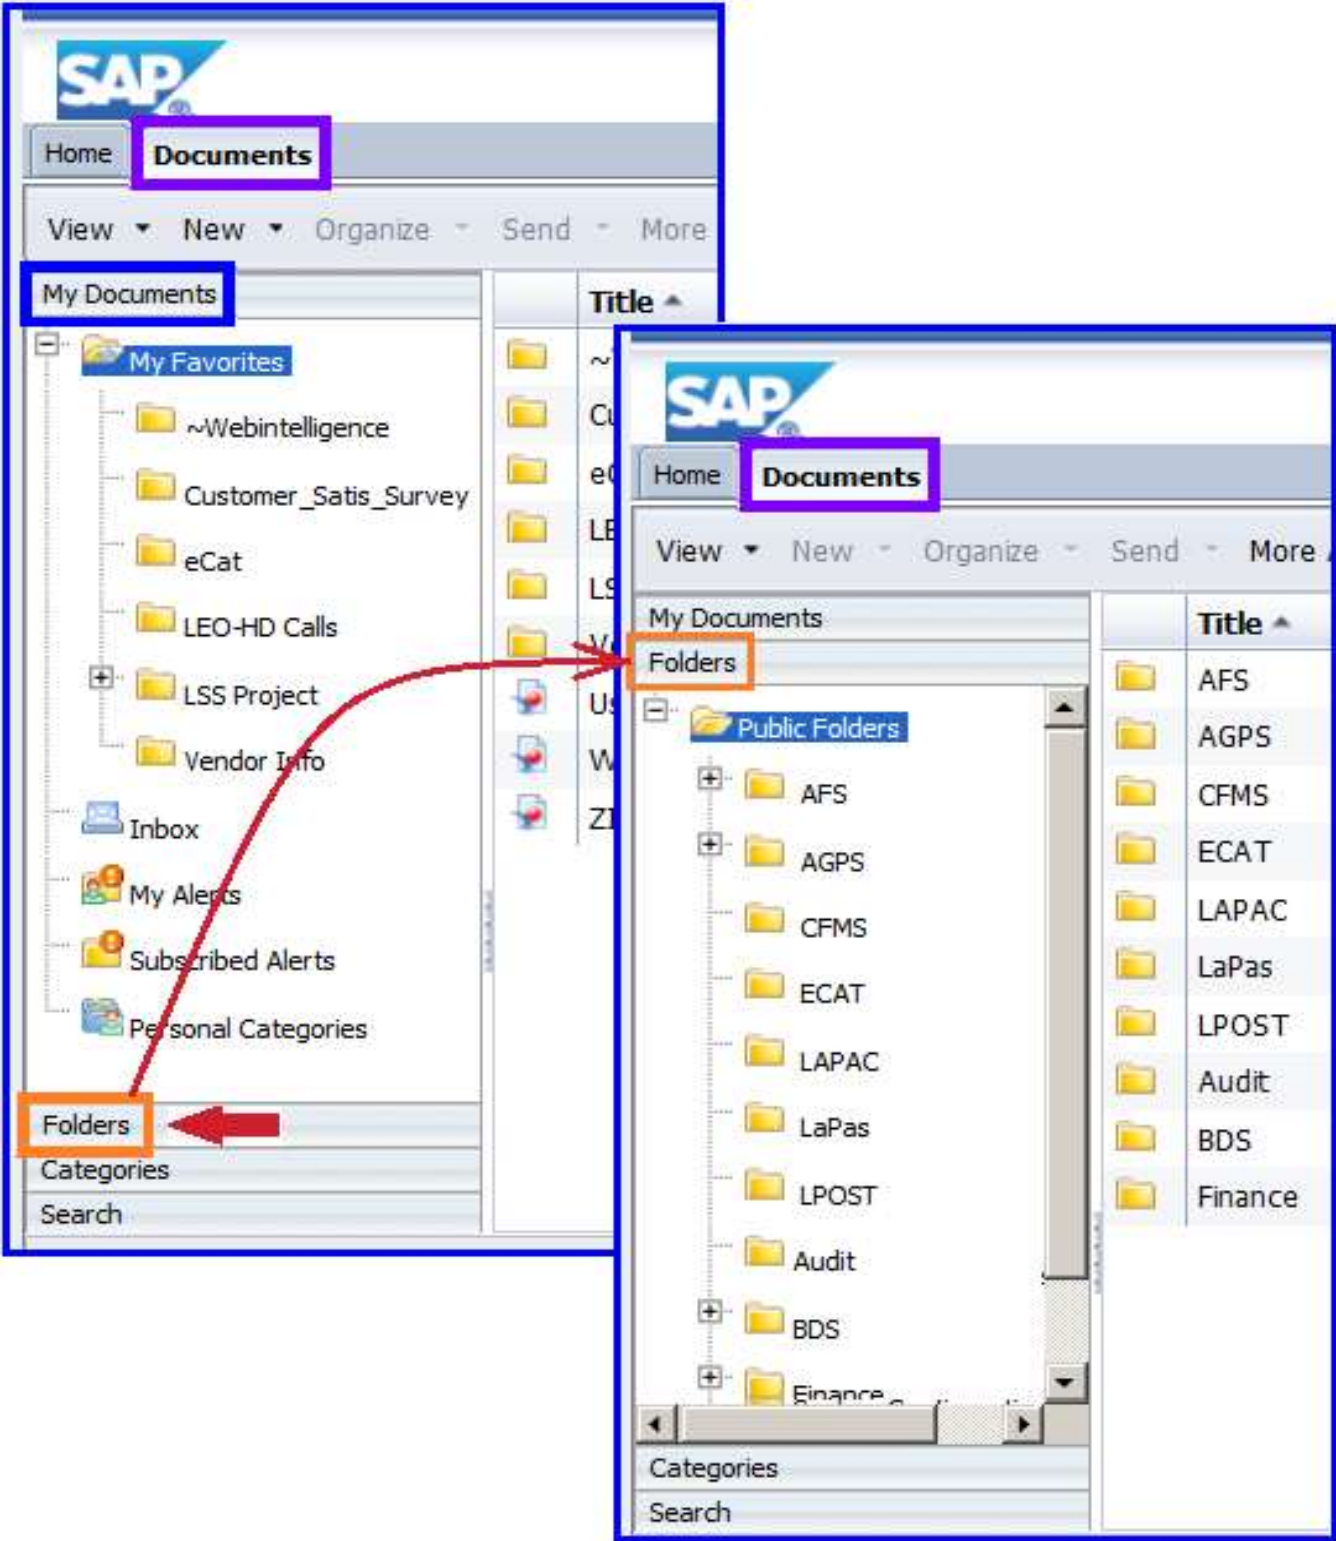 SAP
Home Documents
View New Organize Send More
My Documents
Title
My Favorites
~Webintelligence
Customer_Satis_Survey
eCat
LEO-HD Calls
LSS Project
Vendor Info
Inbox
My Alerts
Subscribed Alerts
Personal Categories
Folders
Categories
Search
SAP
Home Documents
View New Organize Send More
My Documents
Folders
Title
Public Folders
AFS
AGPS
CFMS
ECAT
LAPAC
LaPas
LPOST
Audit
BDS
Finance
AFS
AGPS
CFMS
ECAT
LAPAC
LaPas
LPOST
Audit
BDS
Finance
Categories
Search